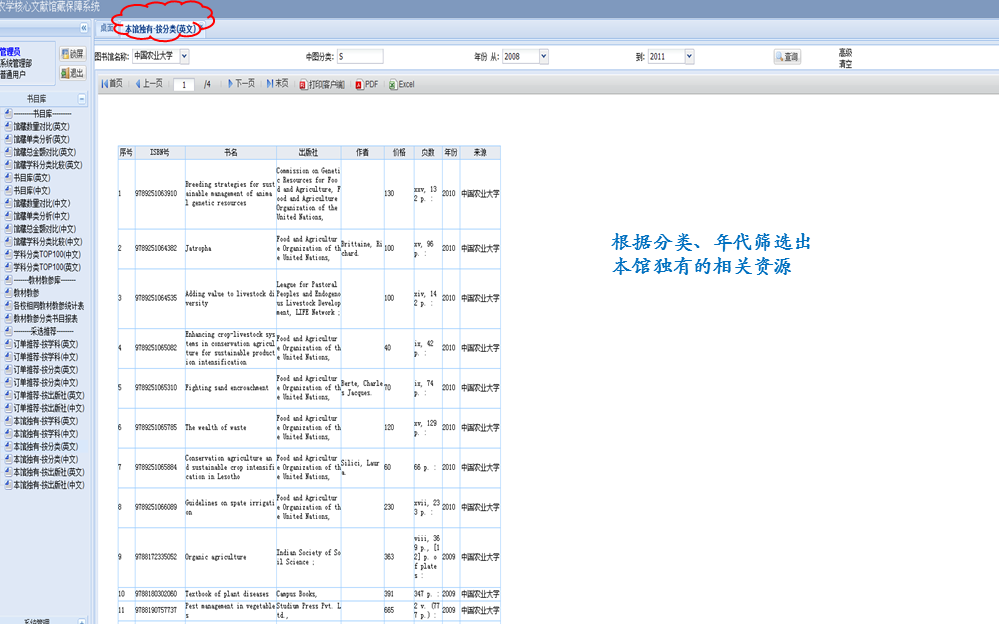 农学核心文献馆藏保障系统
桌面 本馆独有-按分类(英文)
管理员
系统管理部
普通用户
锁屏
退出
图书馆名称: 中国农业大学 中图分类: S 年份 从: 2008 到: 2011 查询 高级
清空
首页 上一页 1 /4 下一页 末页 打印[客户端] PDF Excel
书目库
----------书目库---------
馆藏数量对比(英文)
馆藏单类分析(英文)
馆藏总金额对比(英文)
馆藏学科分类比较(英文)
书目库(英文)
书目库(中文)
馆藏数量对比(中文)
馆藏单类分析(中文)
馆藏总金额对比(中文)
馆藏学科分类比较(中文)
学科分类TOP100(中文)
学科分类TOP100(英文)
-------教材教参库-------
教材教参
各校相同教材教参统计表
教材教参分类书目报表
--------采选推荐--------
订单推荐-按学科(英文)
订单推荐-按学科(中文)
订单推荐-按分类(英文)
订单推荐-按分类(中文)
订单推荐-按出版社(英文)
订单推荐-按出版社(中文)
本馆独有-按学科(英文)
本馆独有-按学科(中文)
本馆独有-按分类(英文)
本馆独有-按分类(中文)
本馆独有-按出版社(英文)
本馆独有-按出版社(中文)
系统管理
序号 ISBN号 书名 出版社 作者 价格 页数 年份 来源
1 9789251063910 Breeding strategies for sustainable management of animal genetic resources Commission on Genetic Resources for Food and Agriculture, Food and Agriculture Organization of the United Nations, 130 xxv, 132 p. : 2010 中国农业大学
2 9789251064382 Jatropha Food and Agriculture Organization of the United Nations, Brittaine, Richard. 100 xv, 96 p. : 2010 中国农业大学
3 9789251064535 Adding value to livestock diversity League for Pastoral Peoples and Endogenous Livestock Development, LIFE Network ; 100 xiv, 142 p. : 2010 中国农业大学
4 9789251065082 Enhancing crop-livestock systems in conservation agriculture for sustainable production intensification Food and Agriculture Organization of the United Nations, 40 ix, 42 p. : 2010 中国农业大学
5 9789251065310 Fighting sand encroachment Food and Agriculture Organization of the United Nations, Berte, Charles Jacques. 70 ix, 74 p. : 2010 中国农业大学
6 9789251065785 The wealth of waste Food and Agriculture Organization of the United Nations, 120 xv, 129 p. : 2010 中国农业大学
7 9789251065884 Conservation agriculture and sustainable crop intensification in Lesotho Food and Agriculture Organization of the United Nations, Silici, Laura. 60 66 p. : 2010 中国农业大学
8 9789251066089 Guidelines on spate irrigation Food and Agriculture Organization of the United Nations, 230 xvii, 233 p. : 2010 中国农业大学
9 9788172335052 Organic agriculture Indian Society of Soil Science ; 363 viii, 369 p., [12] p. of plates : 2009 中国农业大学
10 9788180302060 Textbook of plant diseases Campus Books, 391 347 p. : 2009 中国农业大学
11 9788190757737 Pest management in vegetables Studium Press Pvt. Ltd., 665 2 v. (777 p.) : 2009 中国农业大学
根据分类、年代筛选出
本馆独有的相关资源